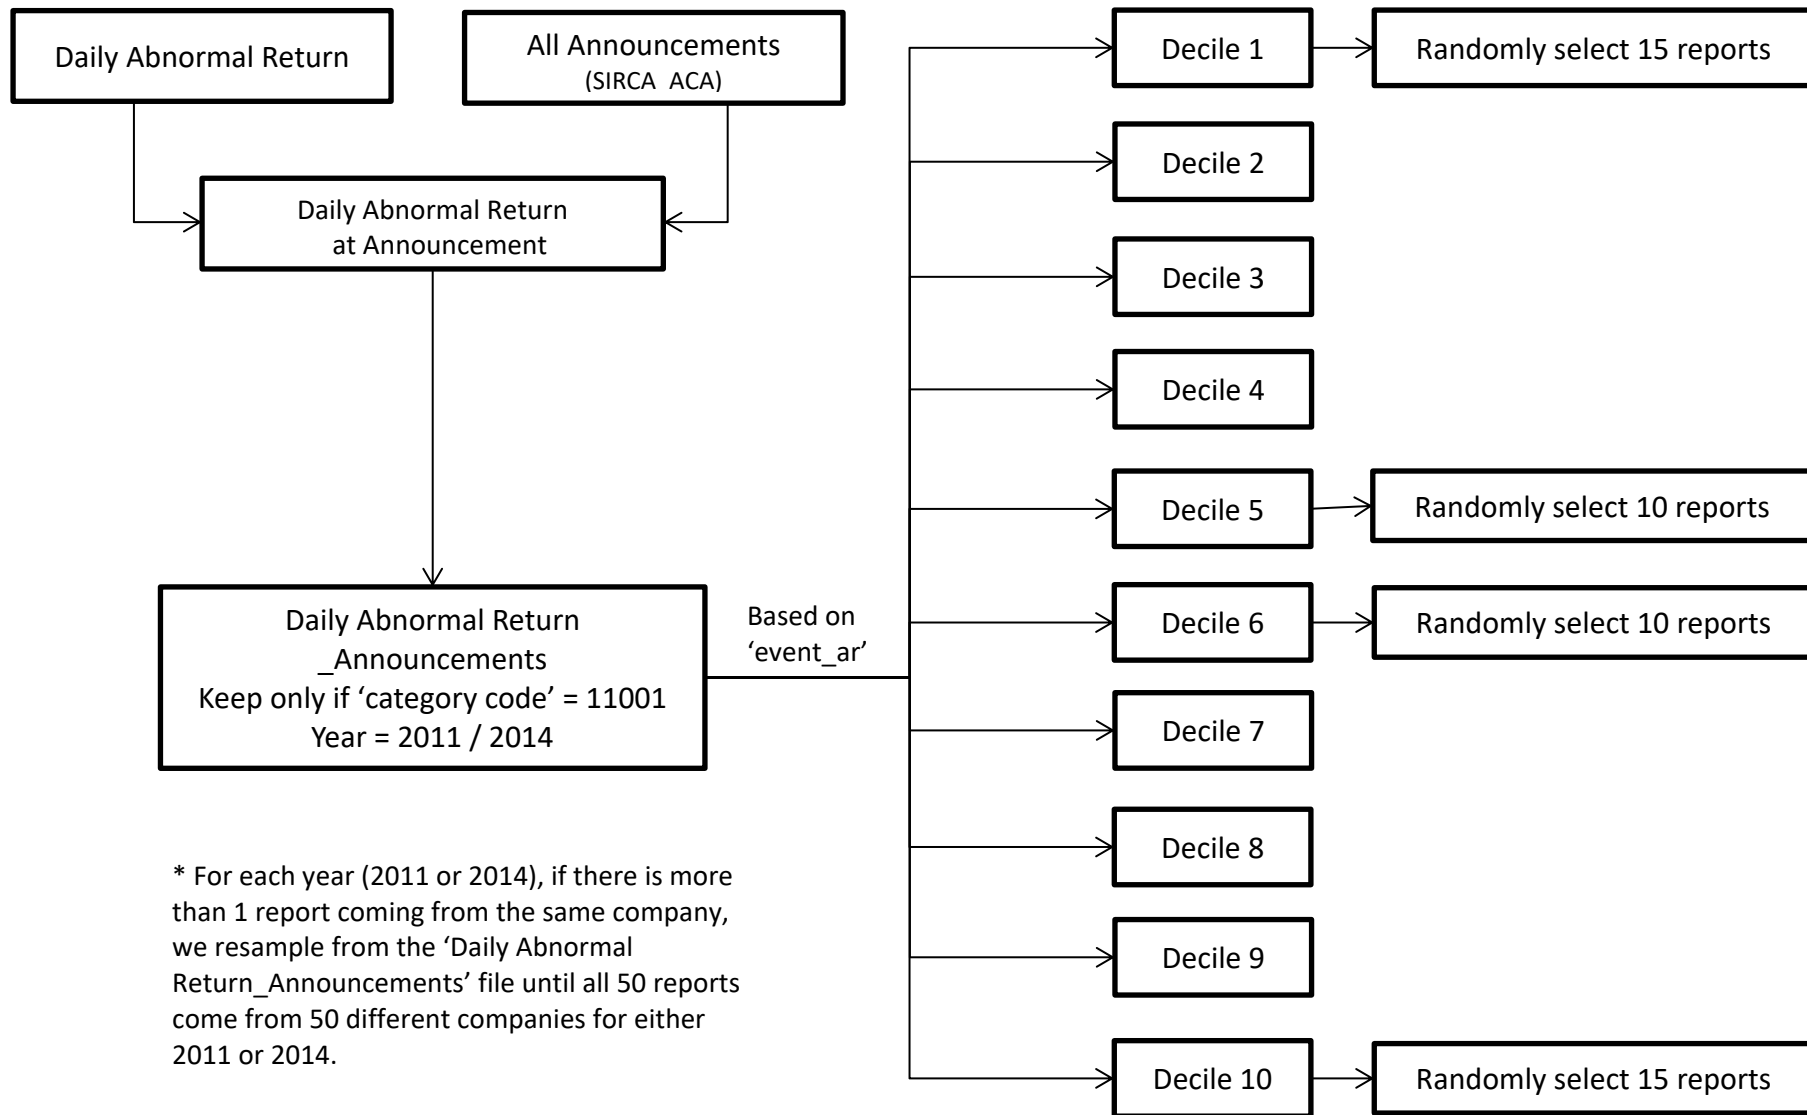 Daily Abnormal Return
All Announcements
(SIRCA ACA)
Daily Abnormal Return
at Announcement
Daily Abnormal Return
_Announcements
Keep only if ‘category code’ = 11001
Year = 2011 / 2014
* For each year (2011 or 2014), if there is more
than 1 report coming from the same company,
we resample from the ‘Daily Abnormal
Return_Announcements’ file until all 50 reports
come from 50 different companies for either
2011 or 2014.
Based on
‘event_ar’
Decile 1
Randomly select 15 reports
Decile 2
Decile 3
Decile 4
Decile 5
Randomly select 10 reports
Decile 6
Randomly select 10 reports
Decile 7
Decile 8
Decile 9
Decile 10
Randomly select 15 reports